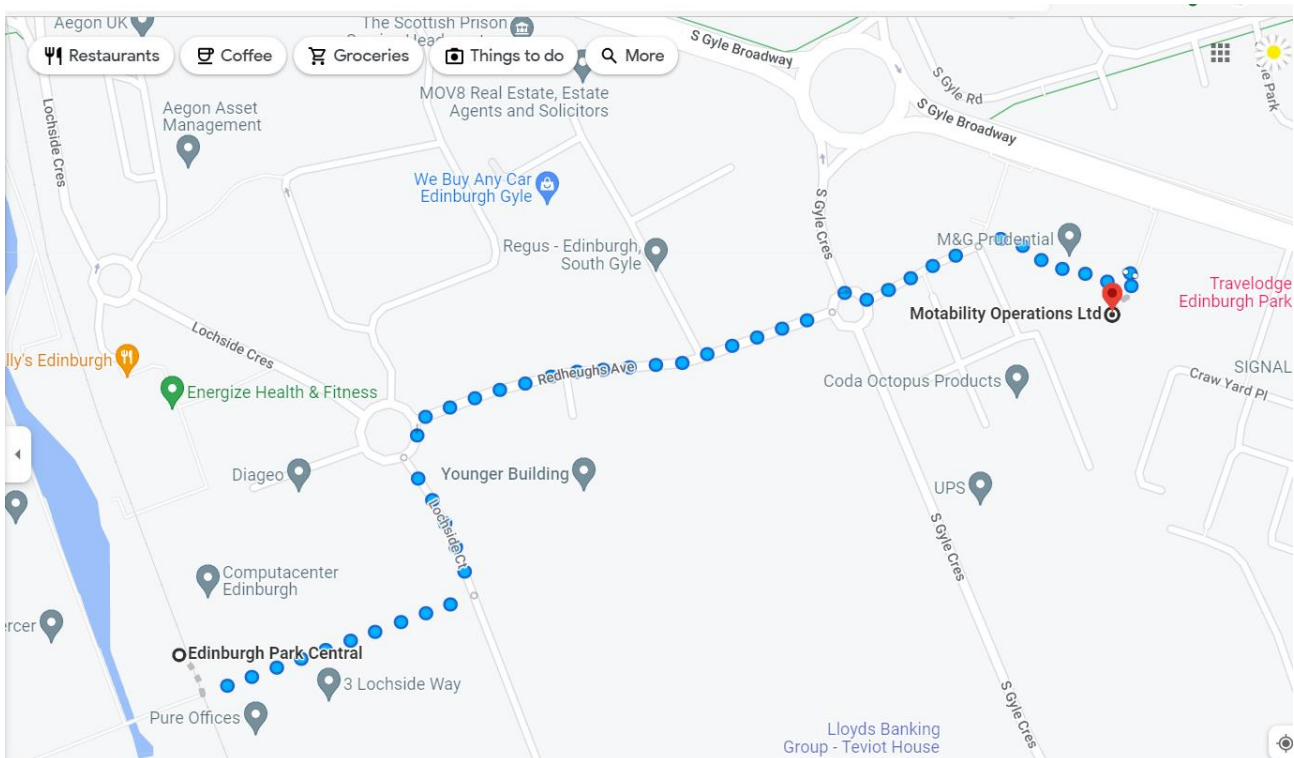 Aegon UK
The Scottish Prison
Restaurants
Coffee
Groceries
Things to do
More
S Gyle Broadway
S Gyle Rd
S Gyle Broadway
MOV8 Real Estate, Estate
Agents and Solicitors
Aegon Asset
Management
Lochside Cres
We Buy Any Car
Edinburgh Gyle
S Gyle Cres
Regus - Edinburgh,
South Gyle
M&G Prudential
Travelodge
Edinburgh Park
Motability Operations Ltd
Lochside Cres
lly's Edinburgh
Energize Health & Fitness
Redheughs Ave
Coda Octopus Products
SIGNAL
Craw Yard Pl
Diageo
Younger Building
UPS
Lochside Ct
S Gyle Cres
Computacenter
Edinburgh
rcer
Edinburgh Park Central
3 Lochside Way
Pure Offices
S Gyle Cres
Lloyds Banking
Group - Teviot House